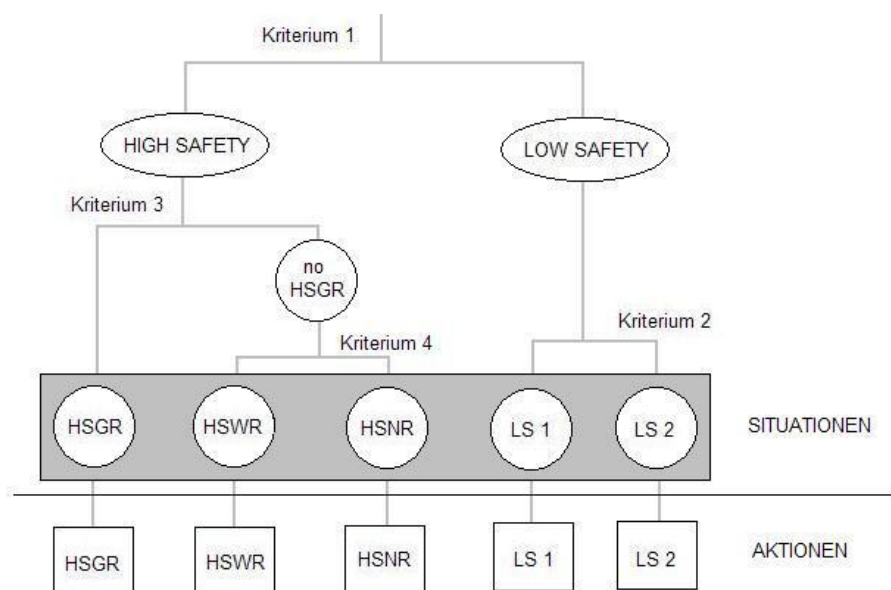 Kriterium 1
HIGH SAFETY
LOW SAFETY
Kriterium 3
no
HSGR
Kriterium 2
Kriterium 4
HSGR
HSWR
HSNR
LS 1
LS 2
SITUATIONEN
HSGR
HSWR
HSNR
LS 1
LS 2
AKTIONEN